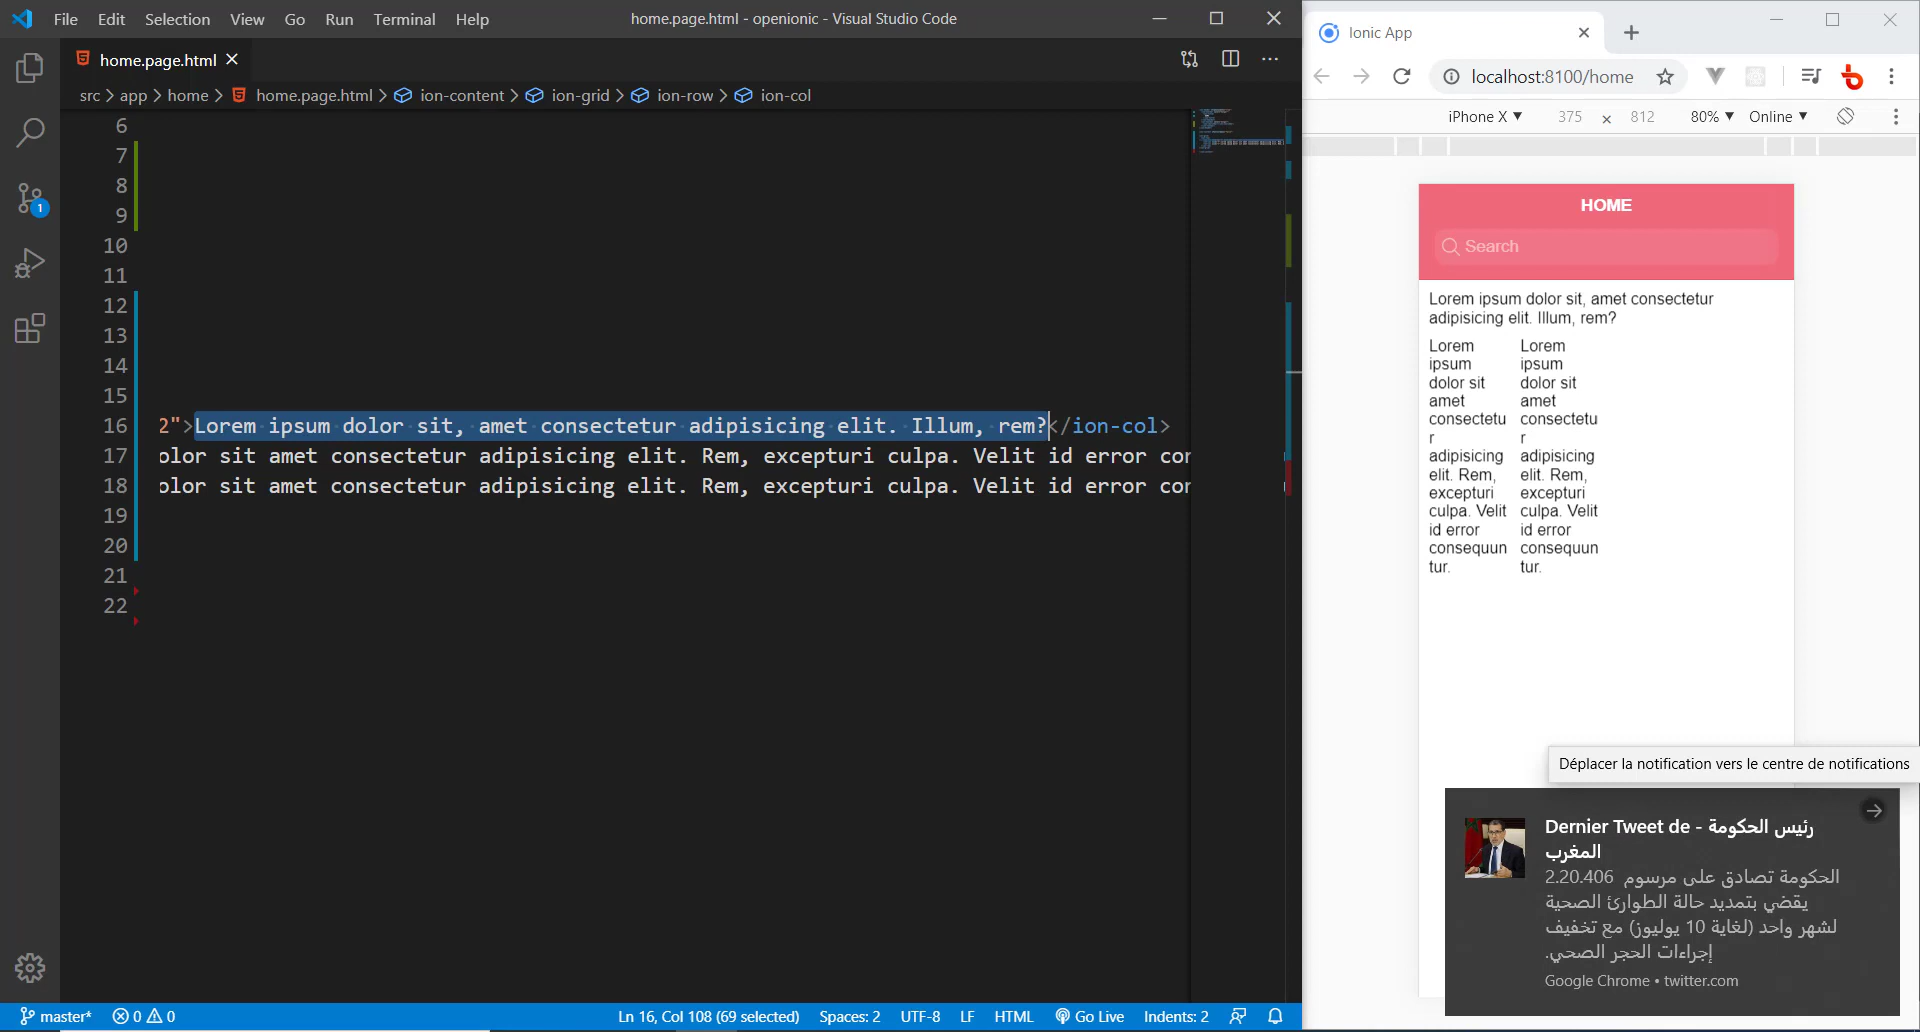 File Edit Selection View Go Run Terminal Help
home.page.html - openionic - Visual Studio Code
home.page.html
src > app > home > home.page.html > ion-content > ion-grid > ion-row > ion-col
6
7
8
9
10
11
12
13
14
15
16 2">Lorem ipsum dolor sit, amet consectetur adipisicing elit. Illum, rem?</ion-col>
17 olor sit amet consectetur adipisicing elit. Rem, excepturi culpa. Velit id error cor
18 olor sit amet consectetur adipisicing elit. Rem, excepturi culpa. Velit id error cor
19
20
21
22
1
master* 0 0 Ln 16, Col 108 (69 selected) Spaces: 2 UTF-8 LF HTML Go Live Indents: 2
Ionic App
localhost:8100/home
iPhone X 375 × 812 80% Online
HOME
Search
Lorem ipsum dolor sit, amet consectetur
adipisicing elit. Illum, rem?
Lorem
ipsum
dolor sit
amet
consectetu
r
adipisicing
elit. Rem,
excepturi
culpa. Velit
id error
consequun
tur.
Lorem
ipsum
dolor sit
amet
consectetu
r
adipisicing
elit. Rem,
excepturi
culpa. Velit
id error
consequun
tur.
Déplacer la notification vers le centre de notifications
Dernier Tweet de - رئيس الحكومة
المغرب
الحكومة تصادق على مرسوم 2.20.406
يقضي بتمديد حالة الطوارئ الصحية
لشهر واحد (لغاية 10 يوليوز) مع تخفيف
إجراءات الحجر الصحي.
Google Chrome • twitter.com